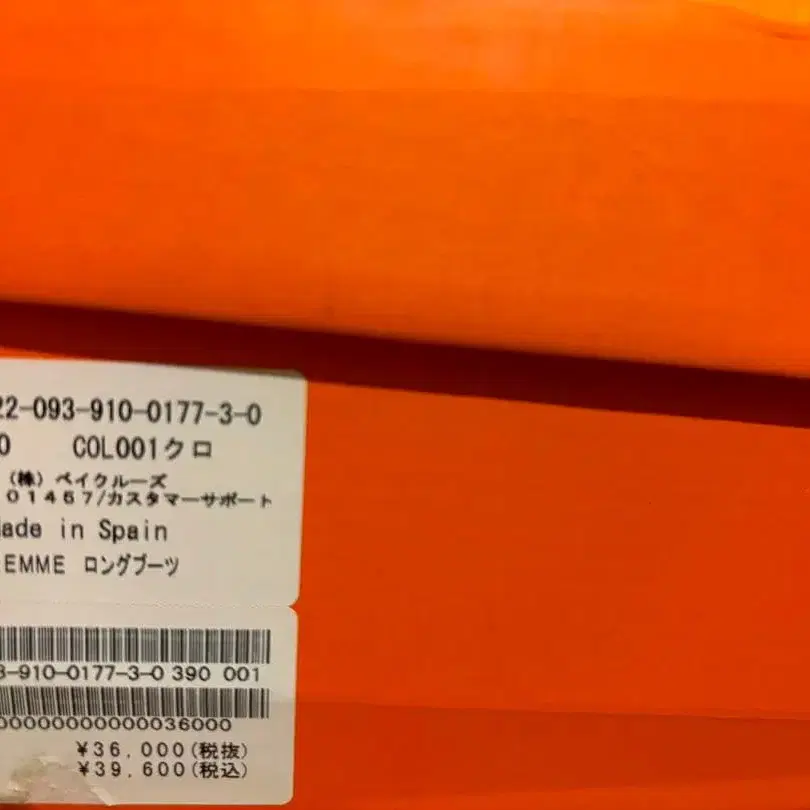 22-093-910-0177-3-0
0 COL001クロ
(株)ベイクルーズ
01457/カスタマーサポート
Made in Spain
EMME ロングブーツ
3-910-0177-3-0 390 001
0000000000000036000
¥36,000(税抜)
¥39,600(税込)